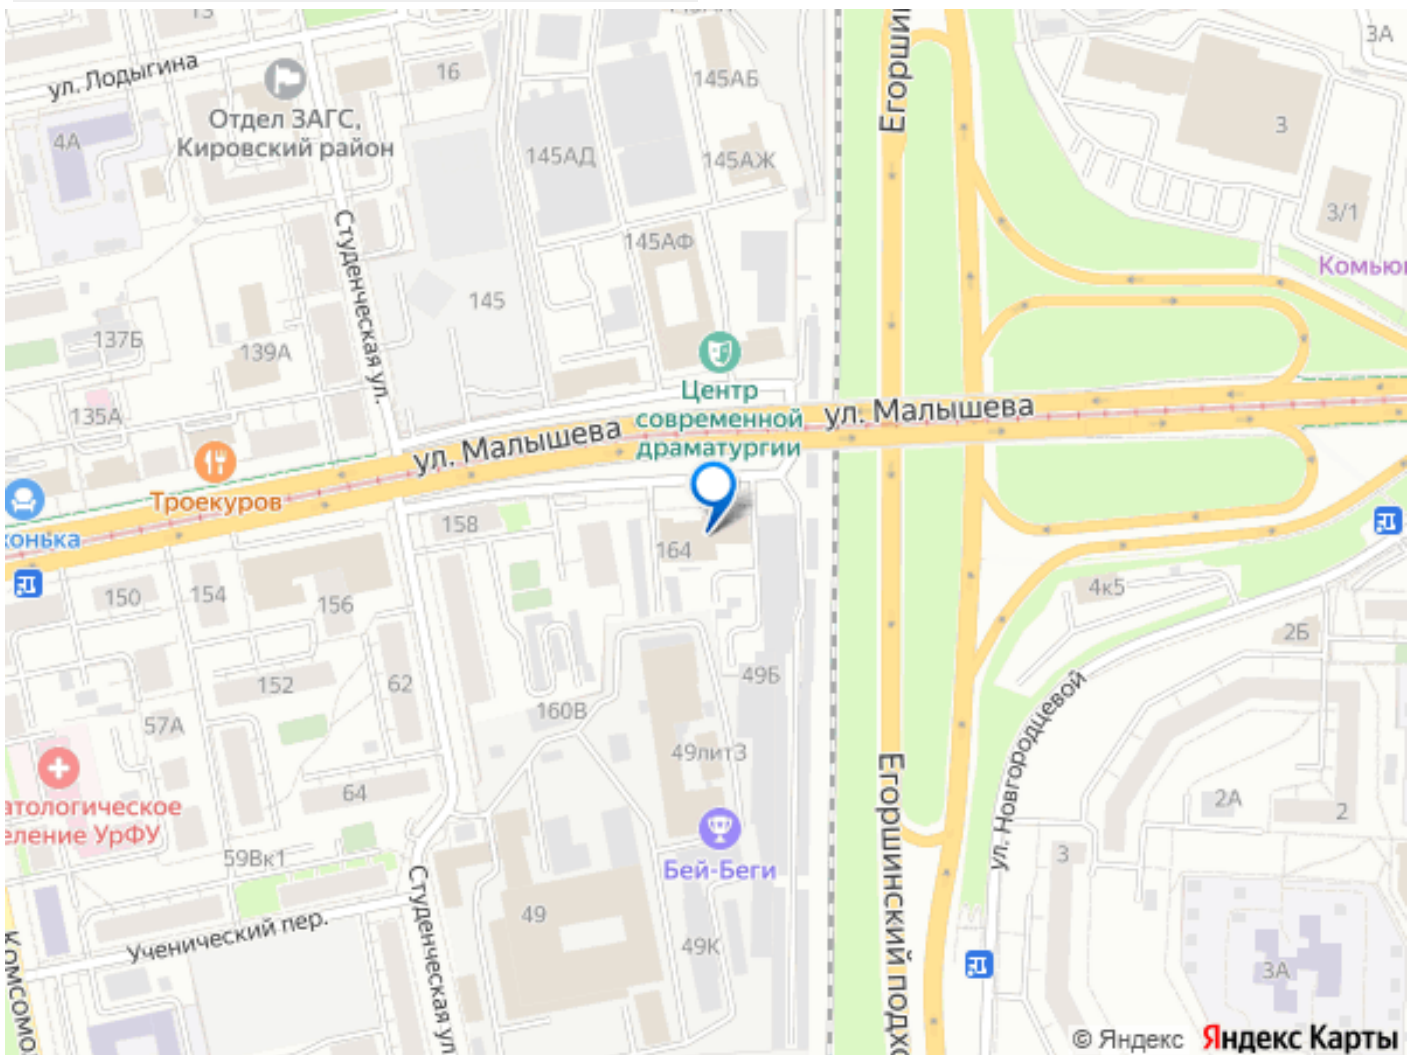 13
145АП
Егорши
3А
ул. Лодыгина
16
145АБ
Отдел ЗАГС,
Кировский район
4А
145АД
145АЖ
3
3/1
Студенческая ул.
145АФ
Комью
145
137Б
139А
Центр
современной
драматургии
135А
ул. Малышева
ул. Малышева
Троекуров
конька
158
164
150
154
156
4к5
2Б
152
62
49Б
57А
160В
ул. Новгородцевой
49лит3
64
атологическое
еление УрФУ
2А
2
59Вк1
Бей-Беги
3
Егоршинский подхо
Студенческая ул
49
Ученический пер.
49К
3А
Комсомо
© Яндекс Яндекс Карты